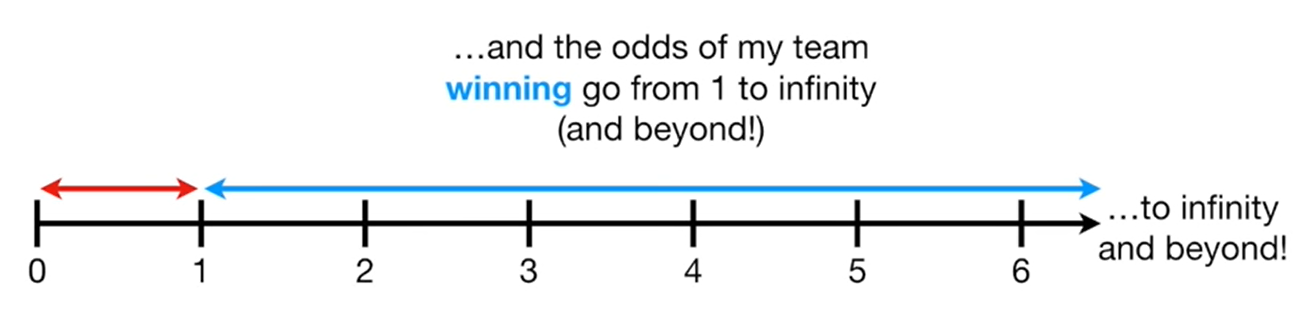 ...and the odds of my team
winning go from 1 to infinity
(and beyond!)
...to infinity
and beyond!
0 1 2 3 4 5 6